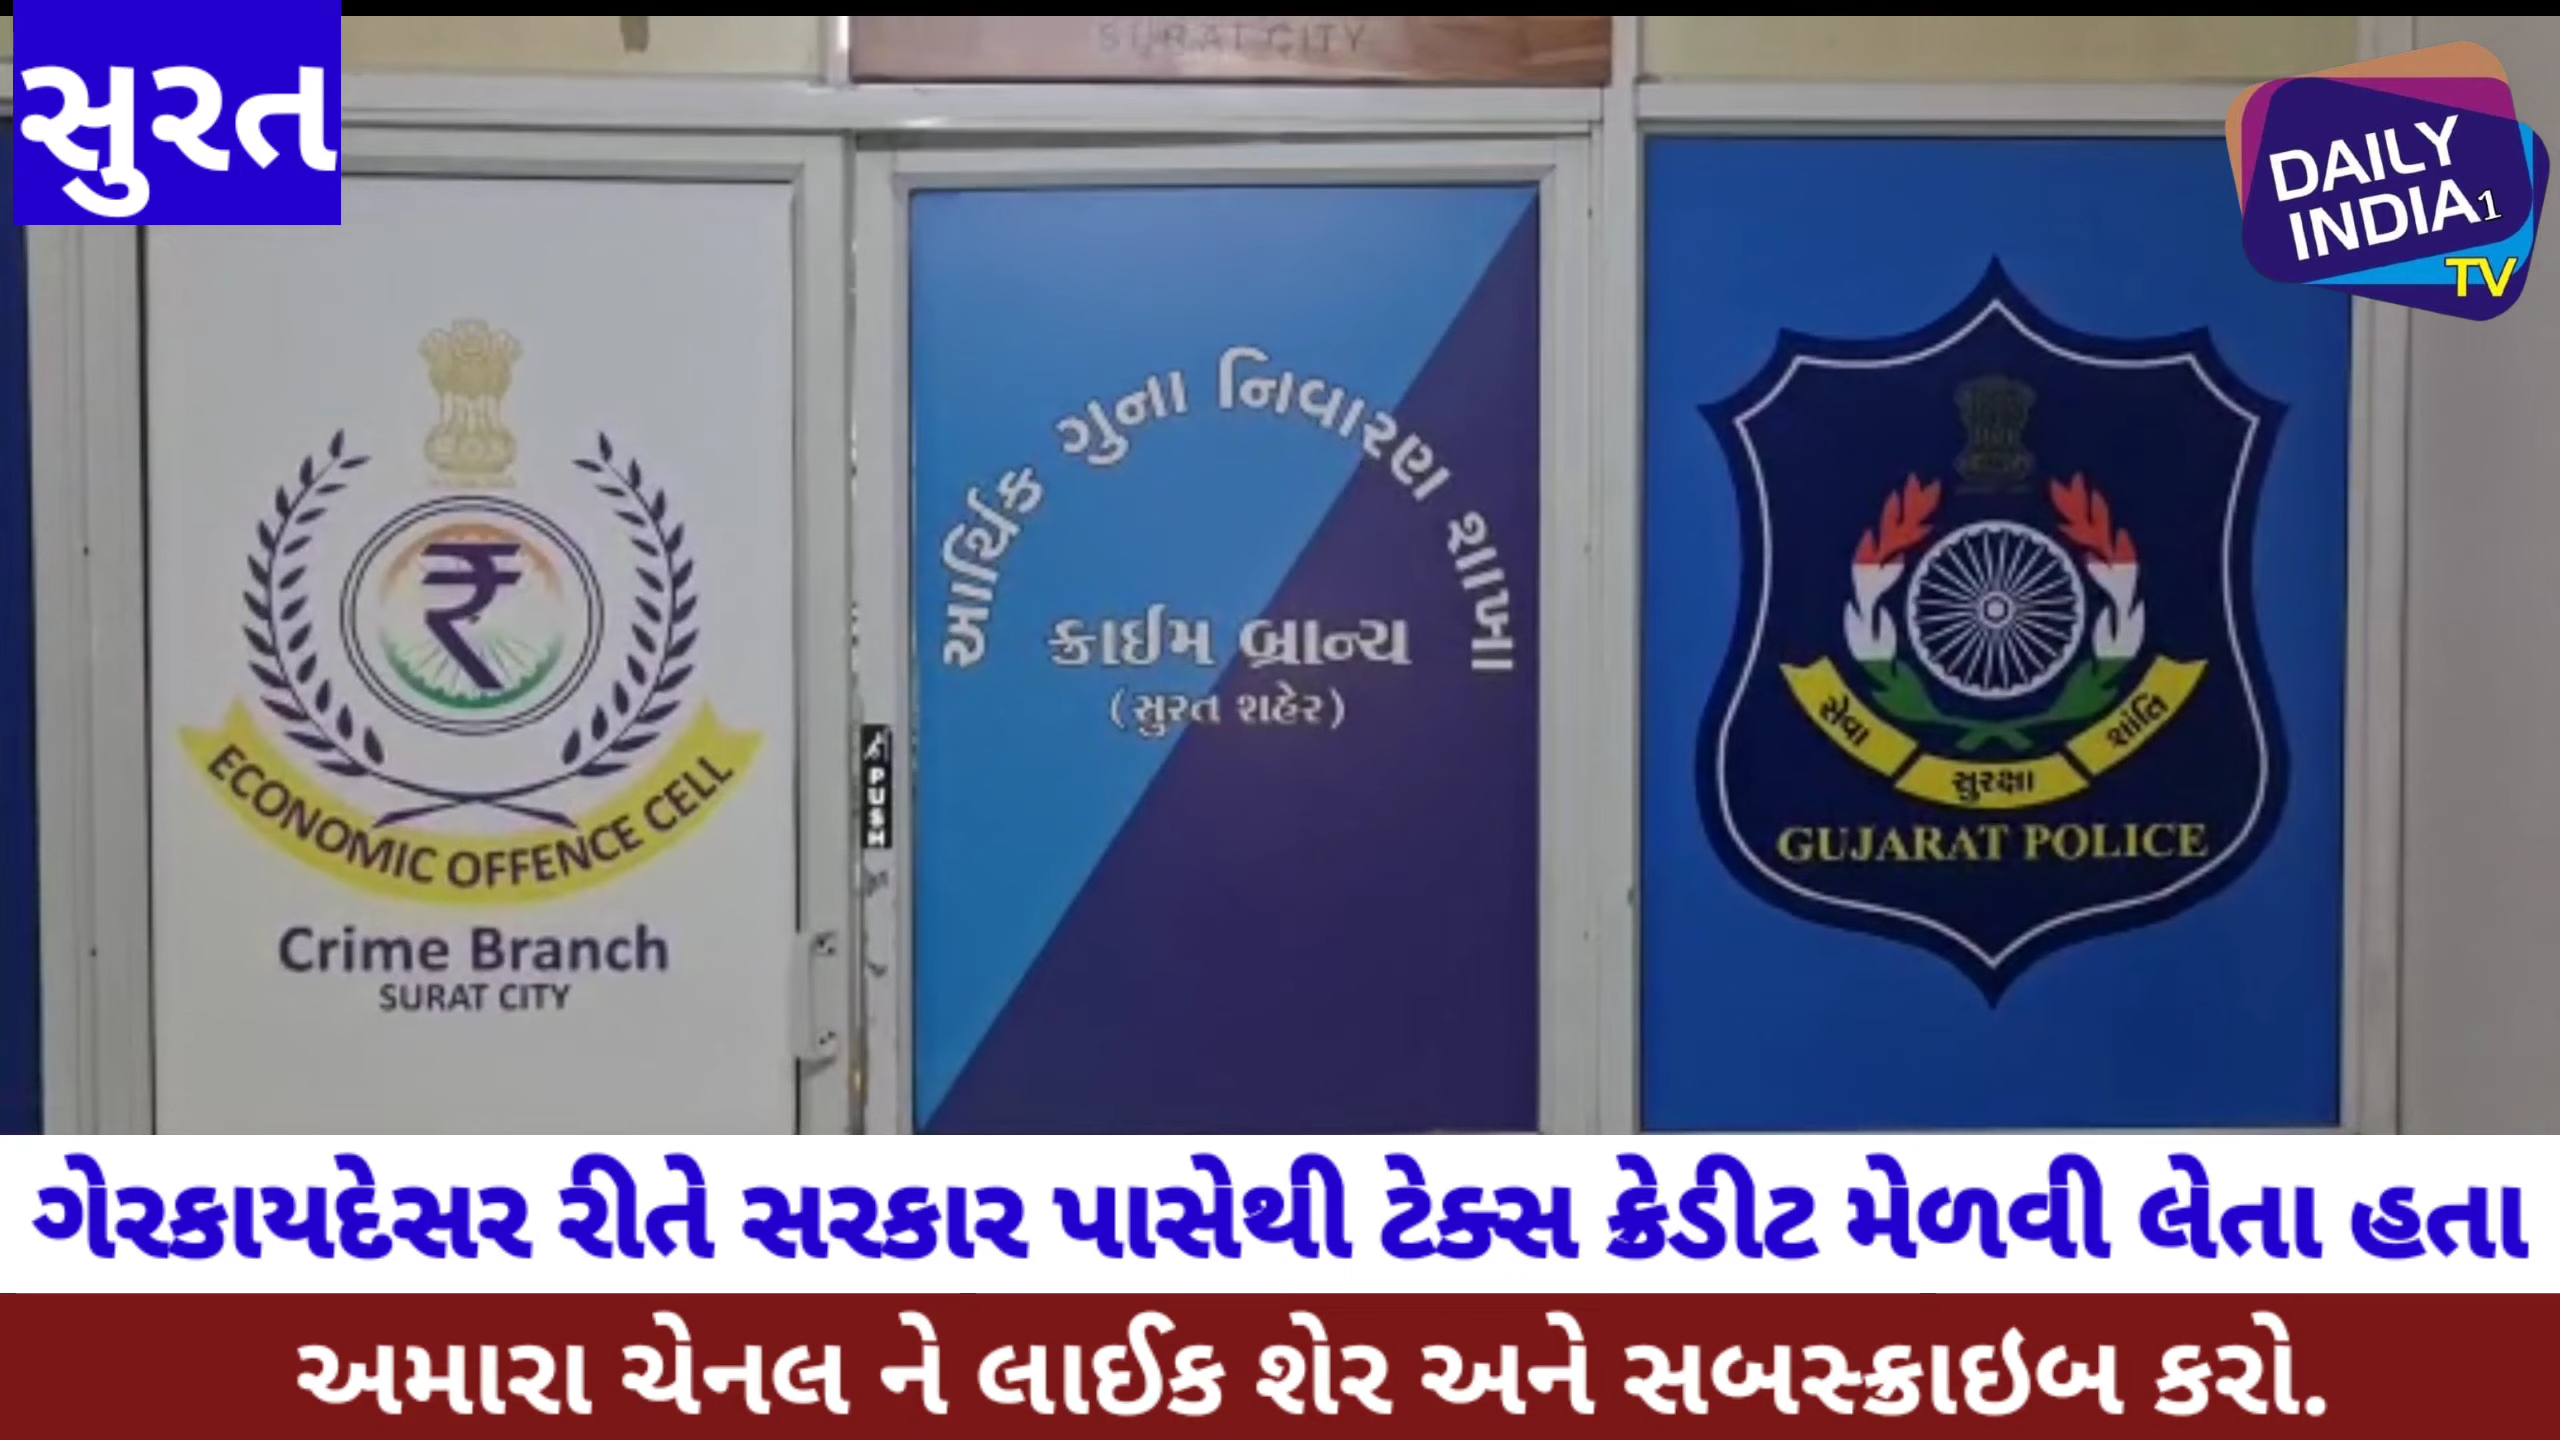 SURAT CITY
સુરત
DAILY
INDIA1
TV
ECONOMIC OFFENCE CELL
Crime Branch
SURAT CITY
PUSH
આર્થિક ગુના નિવારણ શાખા
ક્રાઈમ બ્રાન્ચ
(સુરત શહેર)
સેવા
સુરક્ષા
શાંતિ
GUJARAT POLICE
ગેરકાયદેસર રીતે સરકાર પાસેથી ટેક્સ ક્રેડીટ મેળવી લેતા હતા
અમારા ચેનલ ને લાઈક શેર અને સબસ્ક્રાઇબ કરો.